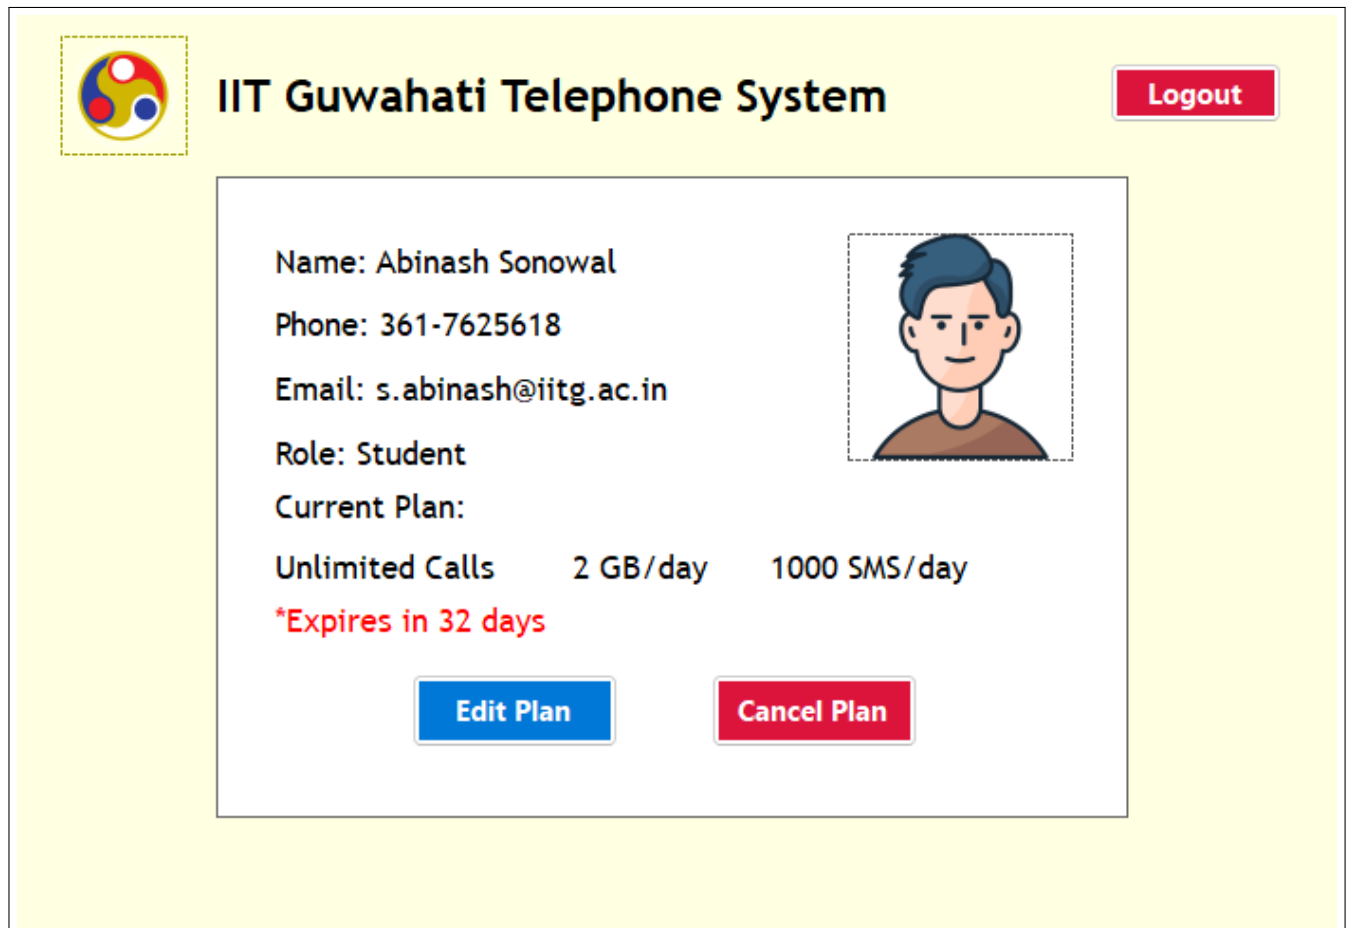 IIT Guwahati Telephone System
Logout
Name: Abinash Sonowal
Phone: 361-7625618
Email: s.abinash@iitg.ac.in
Role: Student
Current Plan:
Unlimited Calls 2 GB/day 1000 SMS/day
*Expires in 32 days
Edit Plan Cancel Plan